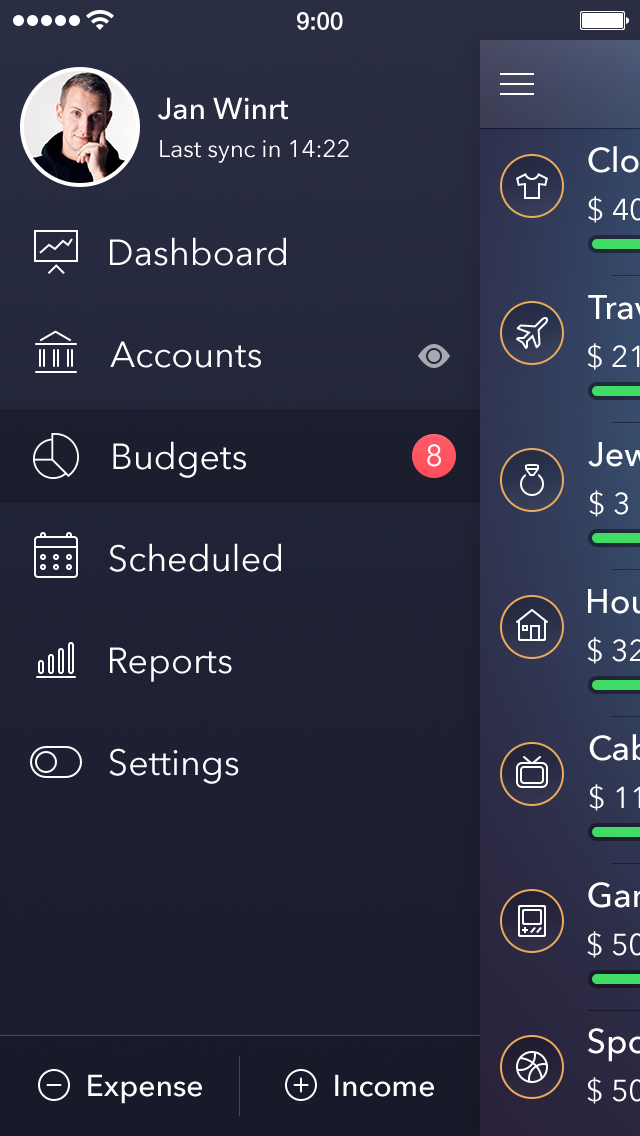 9:00
Jan Winrt
Last sync in 14:22
Dashboard
Accounts
Budgets 8
Scheduled
Reports
Settings
Expense
Income
Clo
$ 40
Trav
$ 21
Jew
$ 3
Hou
$ 32
Cab
$ 11
Gar
$ 50
Spo
$ 50